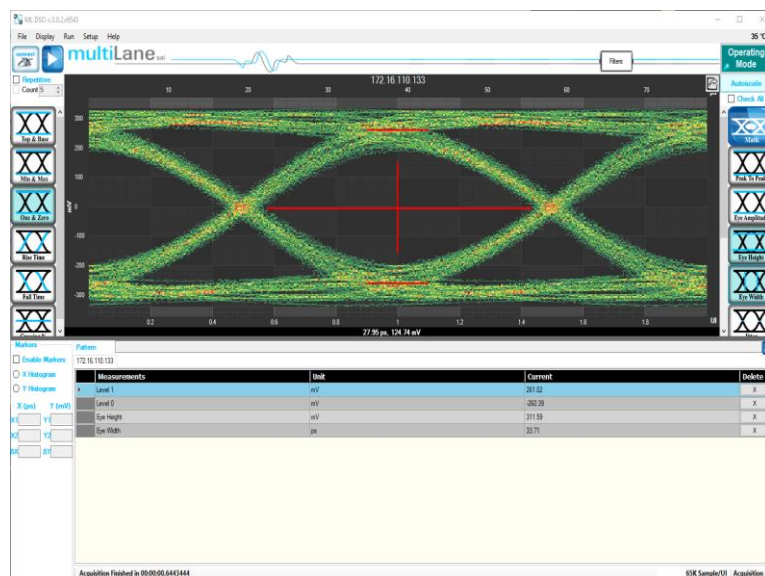 ML DSO v.3.0.2.r9543
File Display Run Setup Help
35 °C
connect
multiLane sal
Filters
Operating
Mode
Repetitive
Count 5
172.16.110.133
Autoscale
Check All
10 20 30 40 50 60 70
Top & Base
Min & Max
One & Zero
Rise Time
Fall Time
mV
300
200
100
0
-100
-200
-300
0.2 0.4 0.6 0.8 1 1.2 1.4 1.6 1.8 UI
27.95 ps, 124.74 mV
Mask
Peak To Peak
Eye Amplitud
Eye Height
Eye Width
Markers
Enable Markers
X Histogram
Y Histogram
X (ps) Y (mV)
X1 Y1
X2 Y2
ΔX ΔY
Pattern
172.16.110.133
Measurements Unit Current Delete
Level 1 mV 261.02 X
Level 0 mV -260.39 X
Eye Height mV 311.59 X
Eye Width ps 33.71 X
Acquisition Finished in 00:00:00.6443444
65K Sample/UI Acquisition